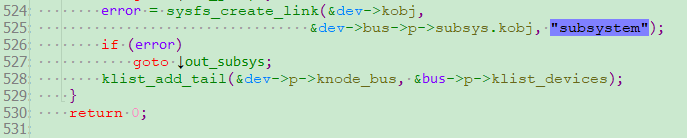 524 error = sysfs_create_link(&dev->kobj,
525 &dev->bus->p->subsys.kobj, "subsystem");
526 if (error)
527 goto ↓out_subsys;
528 klist_add_tail(&dev->p->knode_bus, &bus->p->klist_devices);
529 }
530 return 0;
531